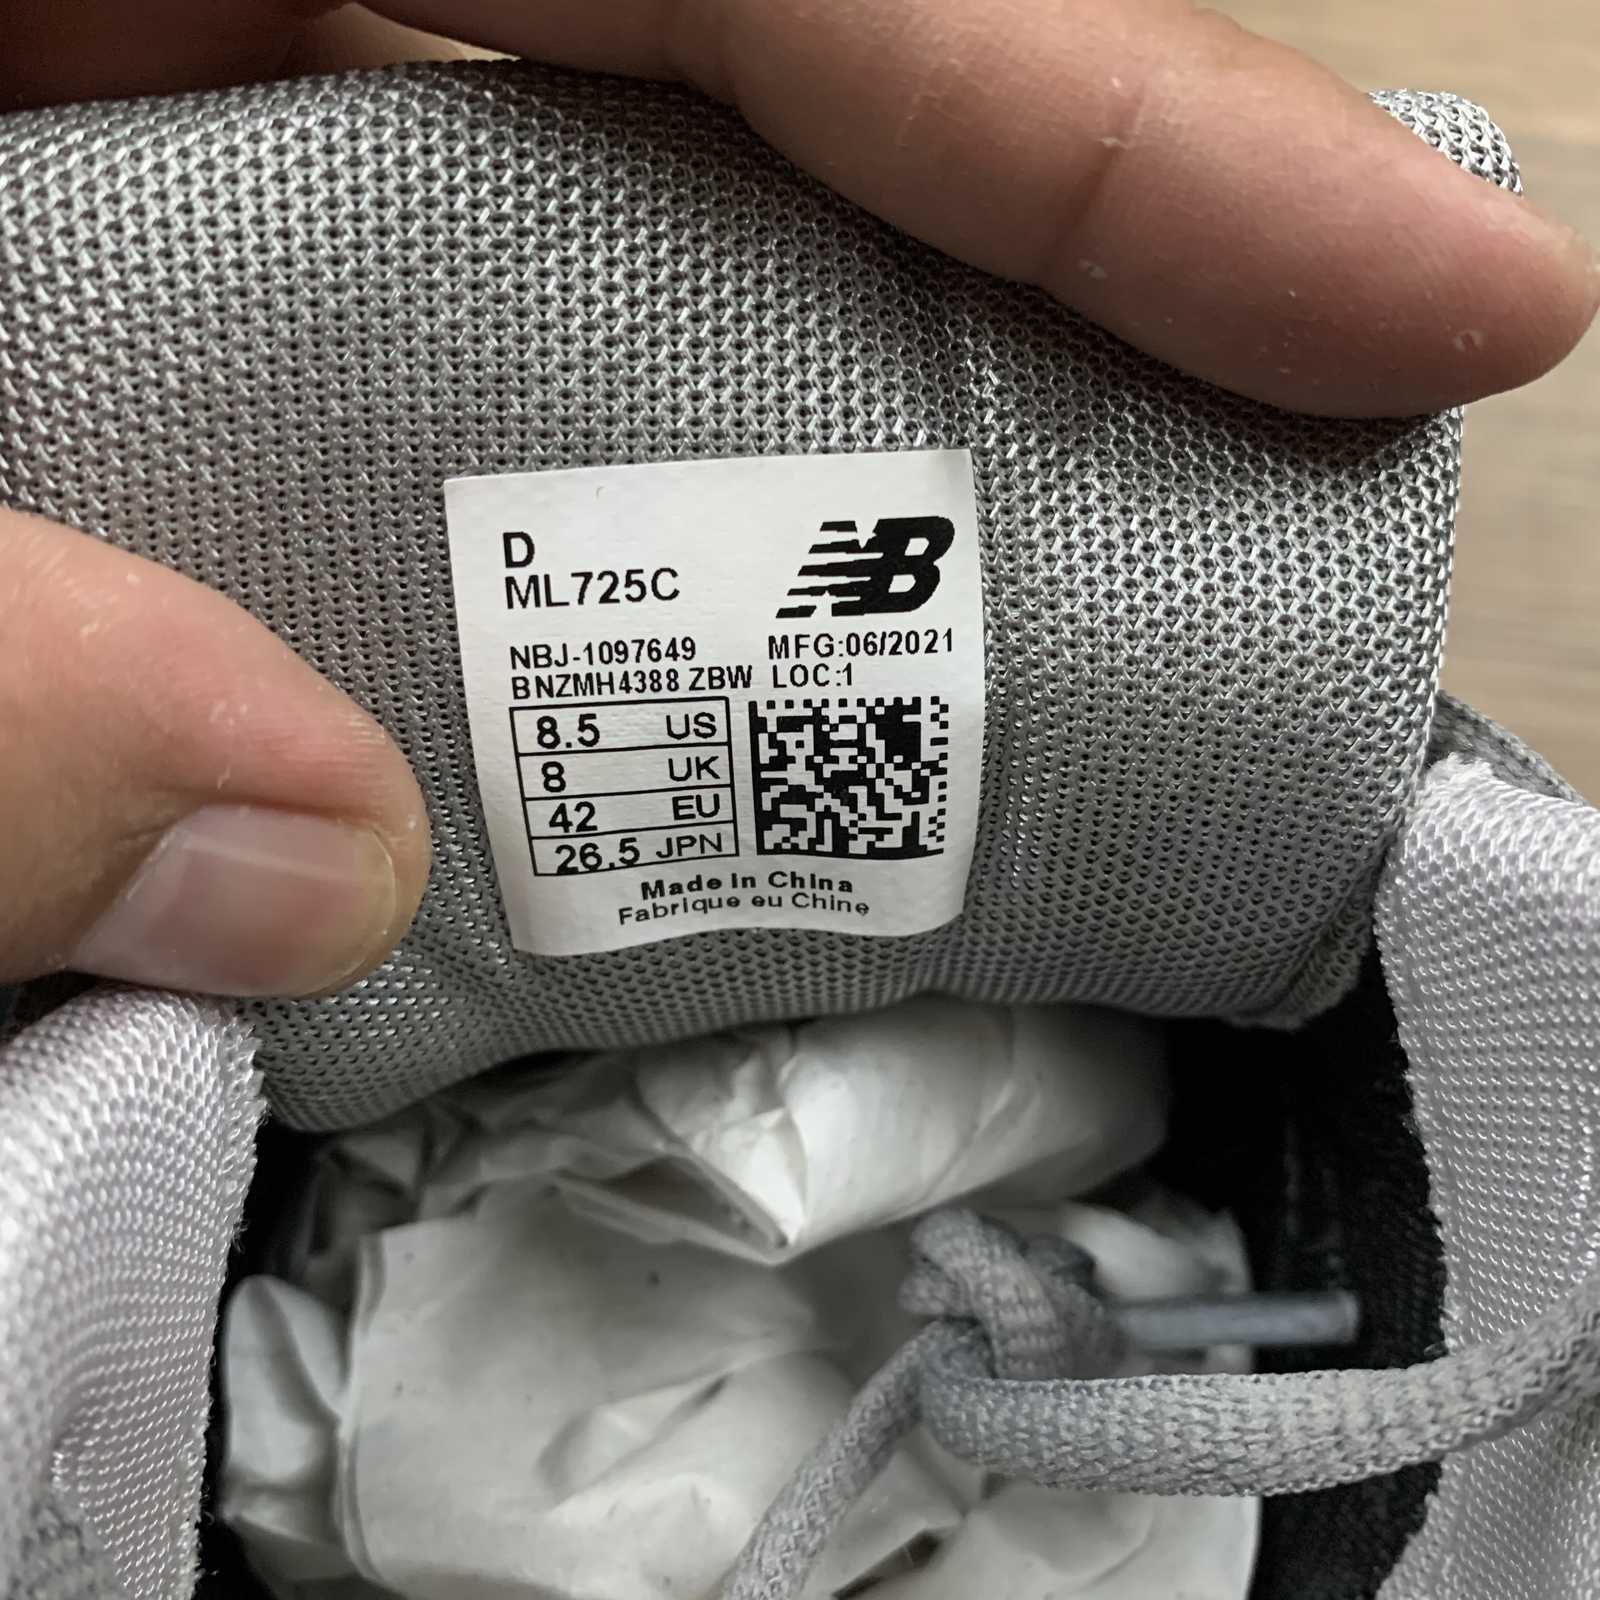 D
ML725C
NB
NBJ-1097649 MFG:06/2021
BNZMH4388 ZBW LOC:1
8.5 US
8 UK
42 EU
26.5 JPN
Made In China
Fabrique eu Chine